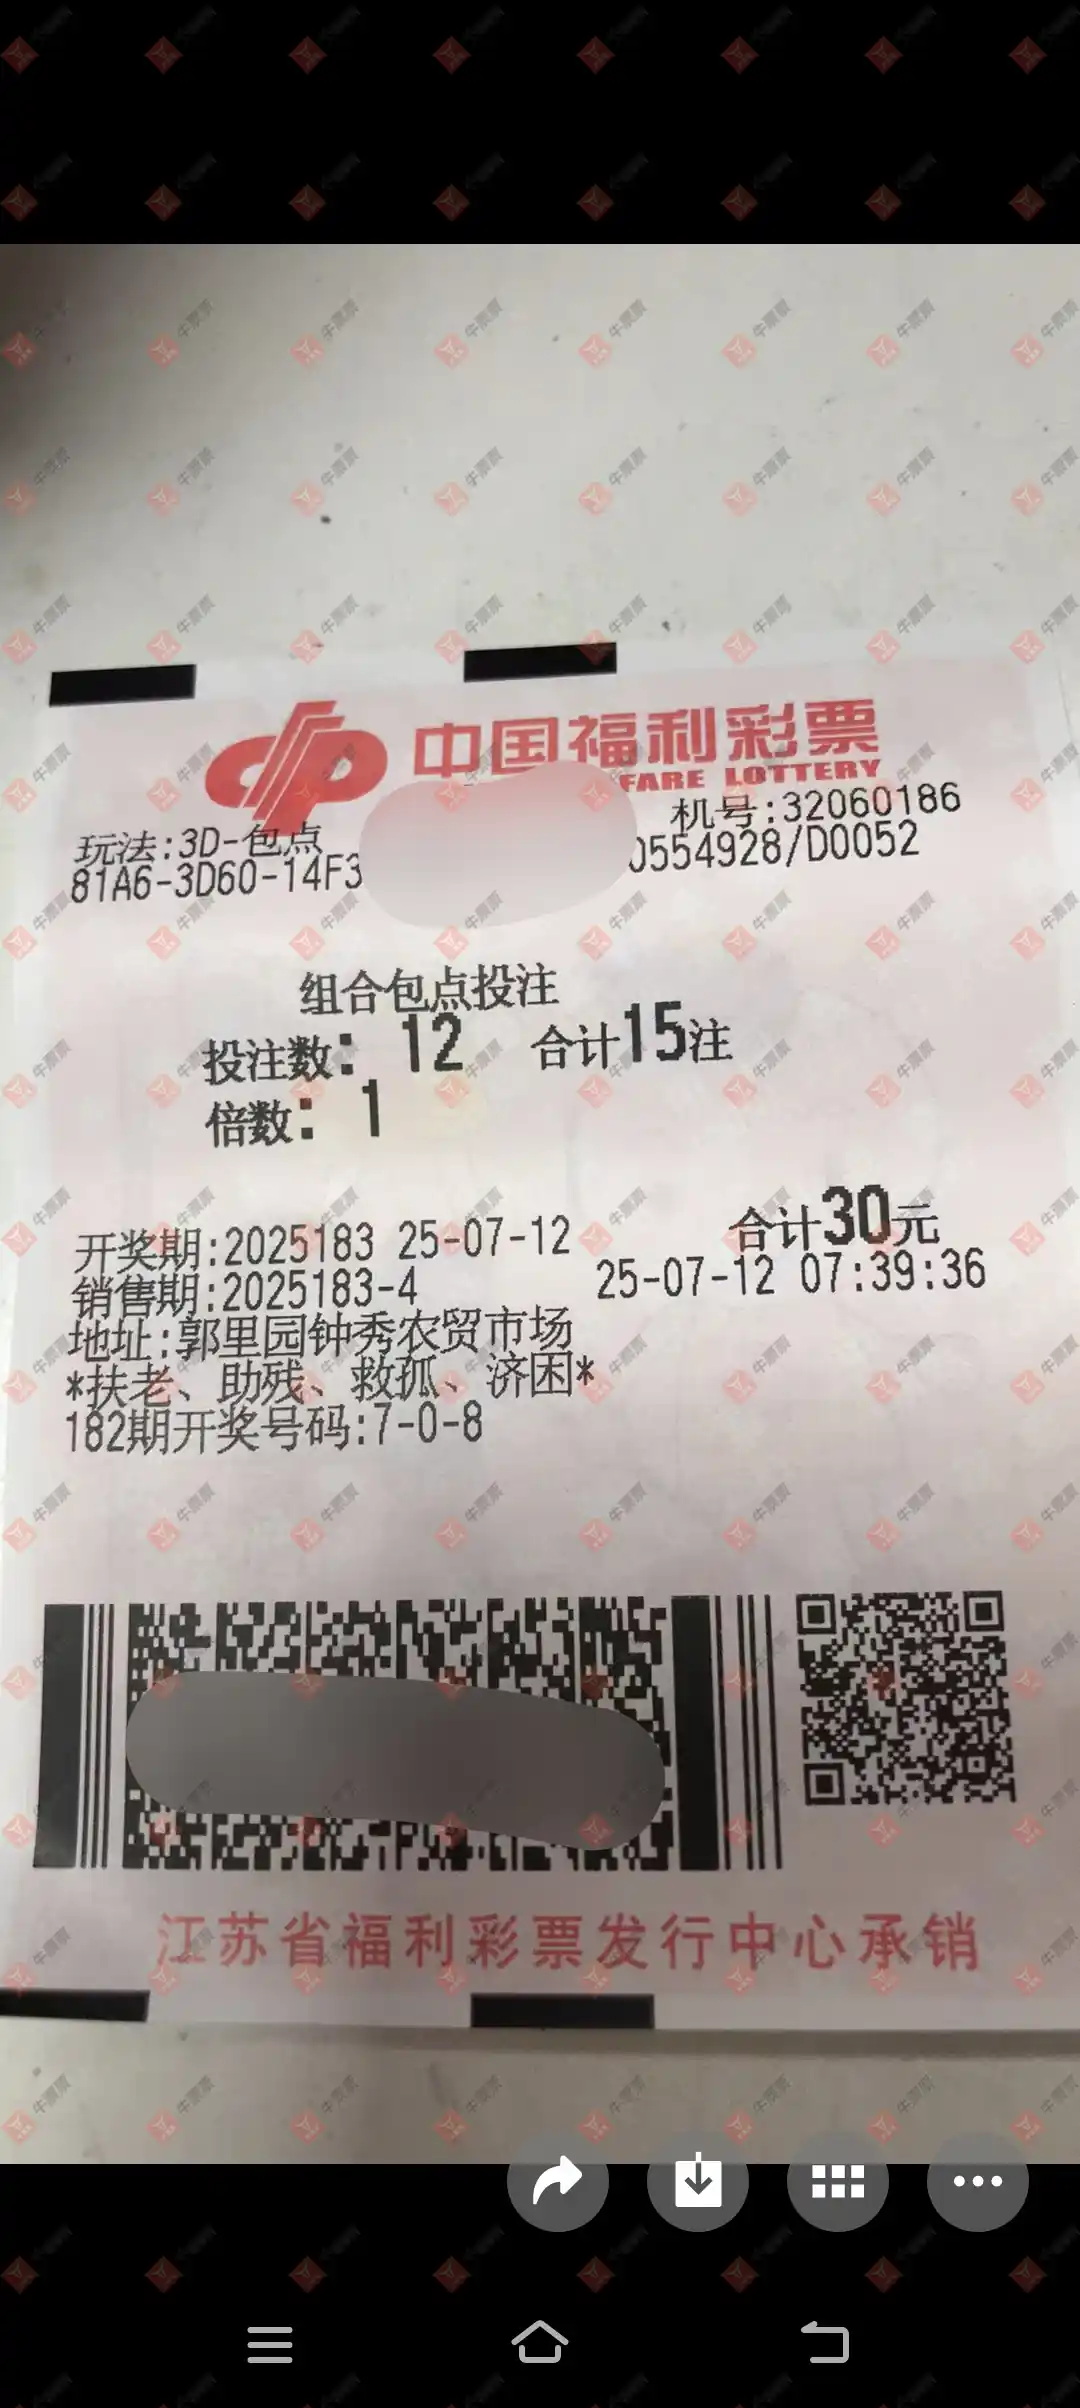 中国福利彩票
FARE LOTTERY
玩法:3D-包点
机号:32060186
81A6-3D60-14F3
0554928/D0052
组合包点投注
投注数: 12 合计15注
倍数: 1
合计30元
开奖期:2025183 25-07-12
销售期:2025183-4 25-07-12 07:39:36
地址:郭里园钟秀农贸市场
*扶老、助残、救孤、济困*
182期开奖号码:7-0-8
江苏省福利彩票发行中心承销
牛票票